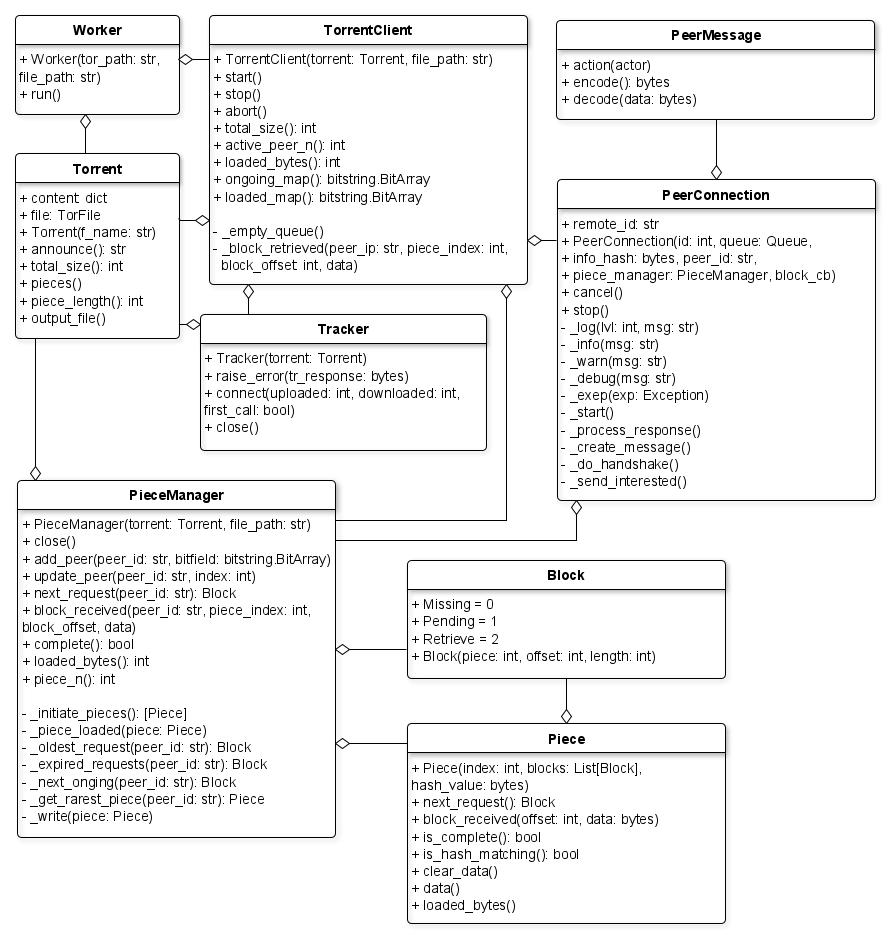 Worker
+ Worker(tor_path: str,
file_path: str)
+ run()
TorrentClient
+ TorrentClient(torrent: Torrent, file_path: str)
+ start()
+ stop()
+ abort()
+ total_size(): int
+ active_peer_n(): int
+ loaded_bytes(): int
+ ongoing_map(): bitstring.BitArray
+ loaded_map(): bitstring.BitArray
- _empty_queue()
- _block_retrieved(peer_ip: str, piece_index: int,
block_offset: int, data)
PeerMessage
+ action(actor)
+ encode(): bytes
+ decode(data: bytes)
Torrent
+ content: dict
+ file: TorFile
+ Torrent(f_name: str)
+ announce(): str
+ total_size(): int
+ pieces()
+ piece_length(): int
+ output_file()
PeerConnection
+ remote_id: str
+ PeerConnection(id: int, queue: Queue,
+ info_hash: bytes, peer_id: str,
+ piece_manager: PieceManager, block_cb)
+ cancel()
+ stop()
- _log(lvl: int, msg: str)
- _info(msg: str)
- _warn(msg: str)
- _debug(msg: str)
- _exep(exp: Exception)
- _start()
- _process_response()
- _create_message()
- _do_handshake()
- _send_interested()
Tracker
+ Tracker(torrent: Torrent)
+ raise_error(tr_response: bytes)
+ connect(uploaded: int, downloaded: int,
first_call: bool)
+ close()
PieceManager
+ PieceManager(torrent: Torrent, file_path: str)
+ close()
+ add_peer(peer_id: str, bitfield: bitstring.BitArray)
+ update_peer(peer_id: str, index: int)
+ next_request(peer_id: str): Block
+ block_received(peer_id: str, piece_index: int,
block_offset, data)
+ complete(): bool
+ loaded_bytes(): int
+ piece_n(): int
- _initiate_pieces(): [Piece]
- _piece_loaded(piece: Piece)
- _oldest_request(peer_id: str): Block
- _expired_requests(peer_id: str): Block
- _next_onging(peer_id: str): Block
- _get_rarest_piece(peer_id: str): Piece
- _write(piece: Piece)
Block
+ Missing = 0
+ Pending = 1
+ Retrieve = 2
+ Block(piece: int, offset: int, length: int)
Piece
+ Piece(index: int, blocks: List[Block],
hash_value: bytes)
+ next_request(): Block
+ block_received(offset: int, data: bytes)
+ is_complete(): bool
+ is_hash_matching(): bool
+ clear_data()
+ data()
+ loaded_bytes()